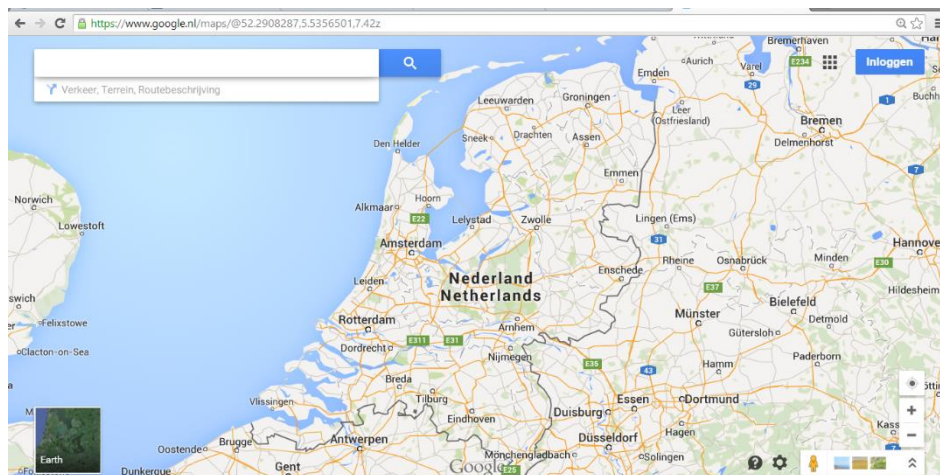 https://www.google.nl/maps/@52.2908287,5.5356501,7.42z
Bremerhaven
Aurich
Varel
E234
Inloggen
Emden
29
Verkeer, Terrein, Routebeschrijving
Leeuwarden
Groningen
Leer
(Ostfriesland)
1
Bremen
Sneek
Drachten
Assen
Delmenhorst
Den Helder
Emmen
7
Norwich
Alkmaar
Hoorn
E22
Lelystad
Zwolle
Lingen (Ems)
Lowestoft
31
Amsterdam
Hannove
Rheine
Osnabrück
Minden
E30
Enschede
Leiden
Nederland
Netherlands
E37
Hildesheim
swich
Bielefeld
Münster
Detmold
Felixstowe
Rotterdam
Arnhem
Gütersloh
Dordrecht
E311
E31
Clacton-on-Sea
Nijmegen
Paderborn
E35
43
Hamm
Breda
Vlissingen
Tilburg
Essen
Dortmund
Eindhoven
Duisburg
Kass
Hagen
Brugge
Antwerpen
Düsseldorf
Earth
Oostende
Mönchengladbach
Solingen
Dunkerque
Gent
Google
E25